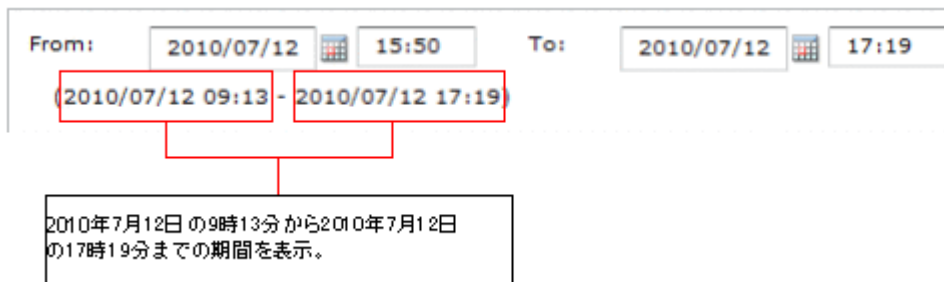 From: 2010/07/12 15:50 To: 2010/07/12 17:19
(2010/07/12 09:13 - 2010/07/12 17:19)
2010年7月12日の9時13分から2010年7月12日
の17時19分までの期間を表示。